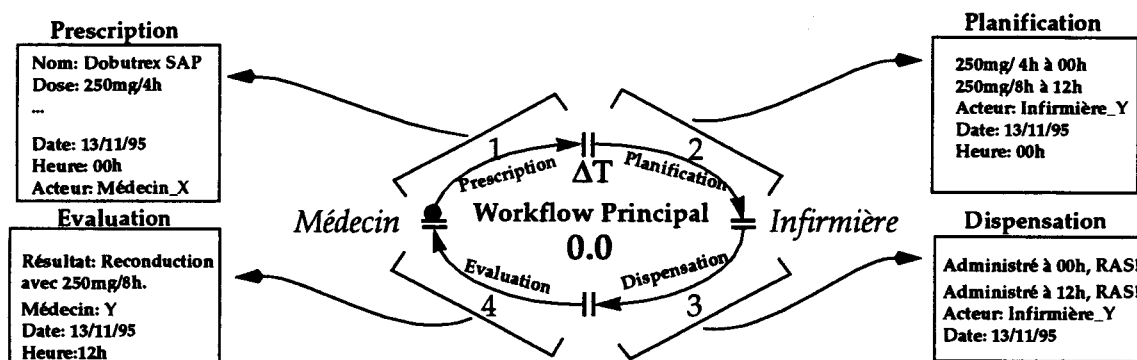 Prescription
Nom: Dobutrex SAP
Dose: 250mg/4h
...
Date: 13/11/95
Heure: 00h
Acteur: Médecin_X
Planification
250mg/ 4h à 00h
250mg/8h à 12h
Acteur: Infirmière_Y
Date: 13/11/95
Heure: 00h
1
2
Prescription
ΔT
Planification
Médecin
Workflow Principal
0.0
Infirmière
Evaluation
Dispensation
4
3
Evaluation
Résultat: Reconduction
avec 250mg/8h.
Médecin: Y
Date: 13/11/95
Heure:12h
Dispensation
Administré à 00h, RAS!
Administré à 12h, RAS!
Acteur: Infirmière_Y
Date: 13/11/95